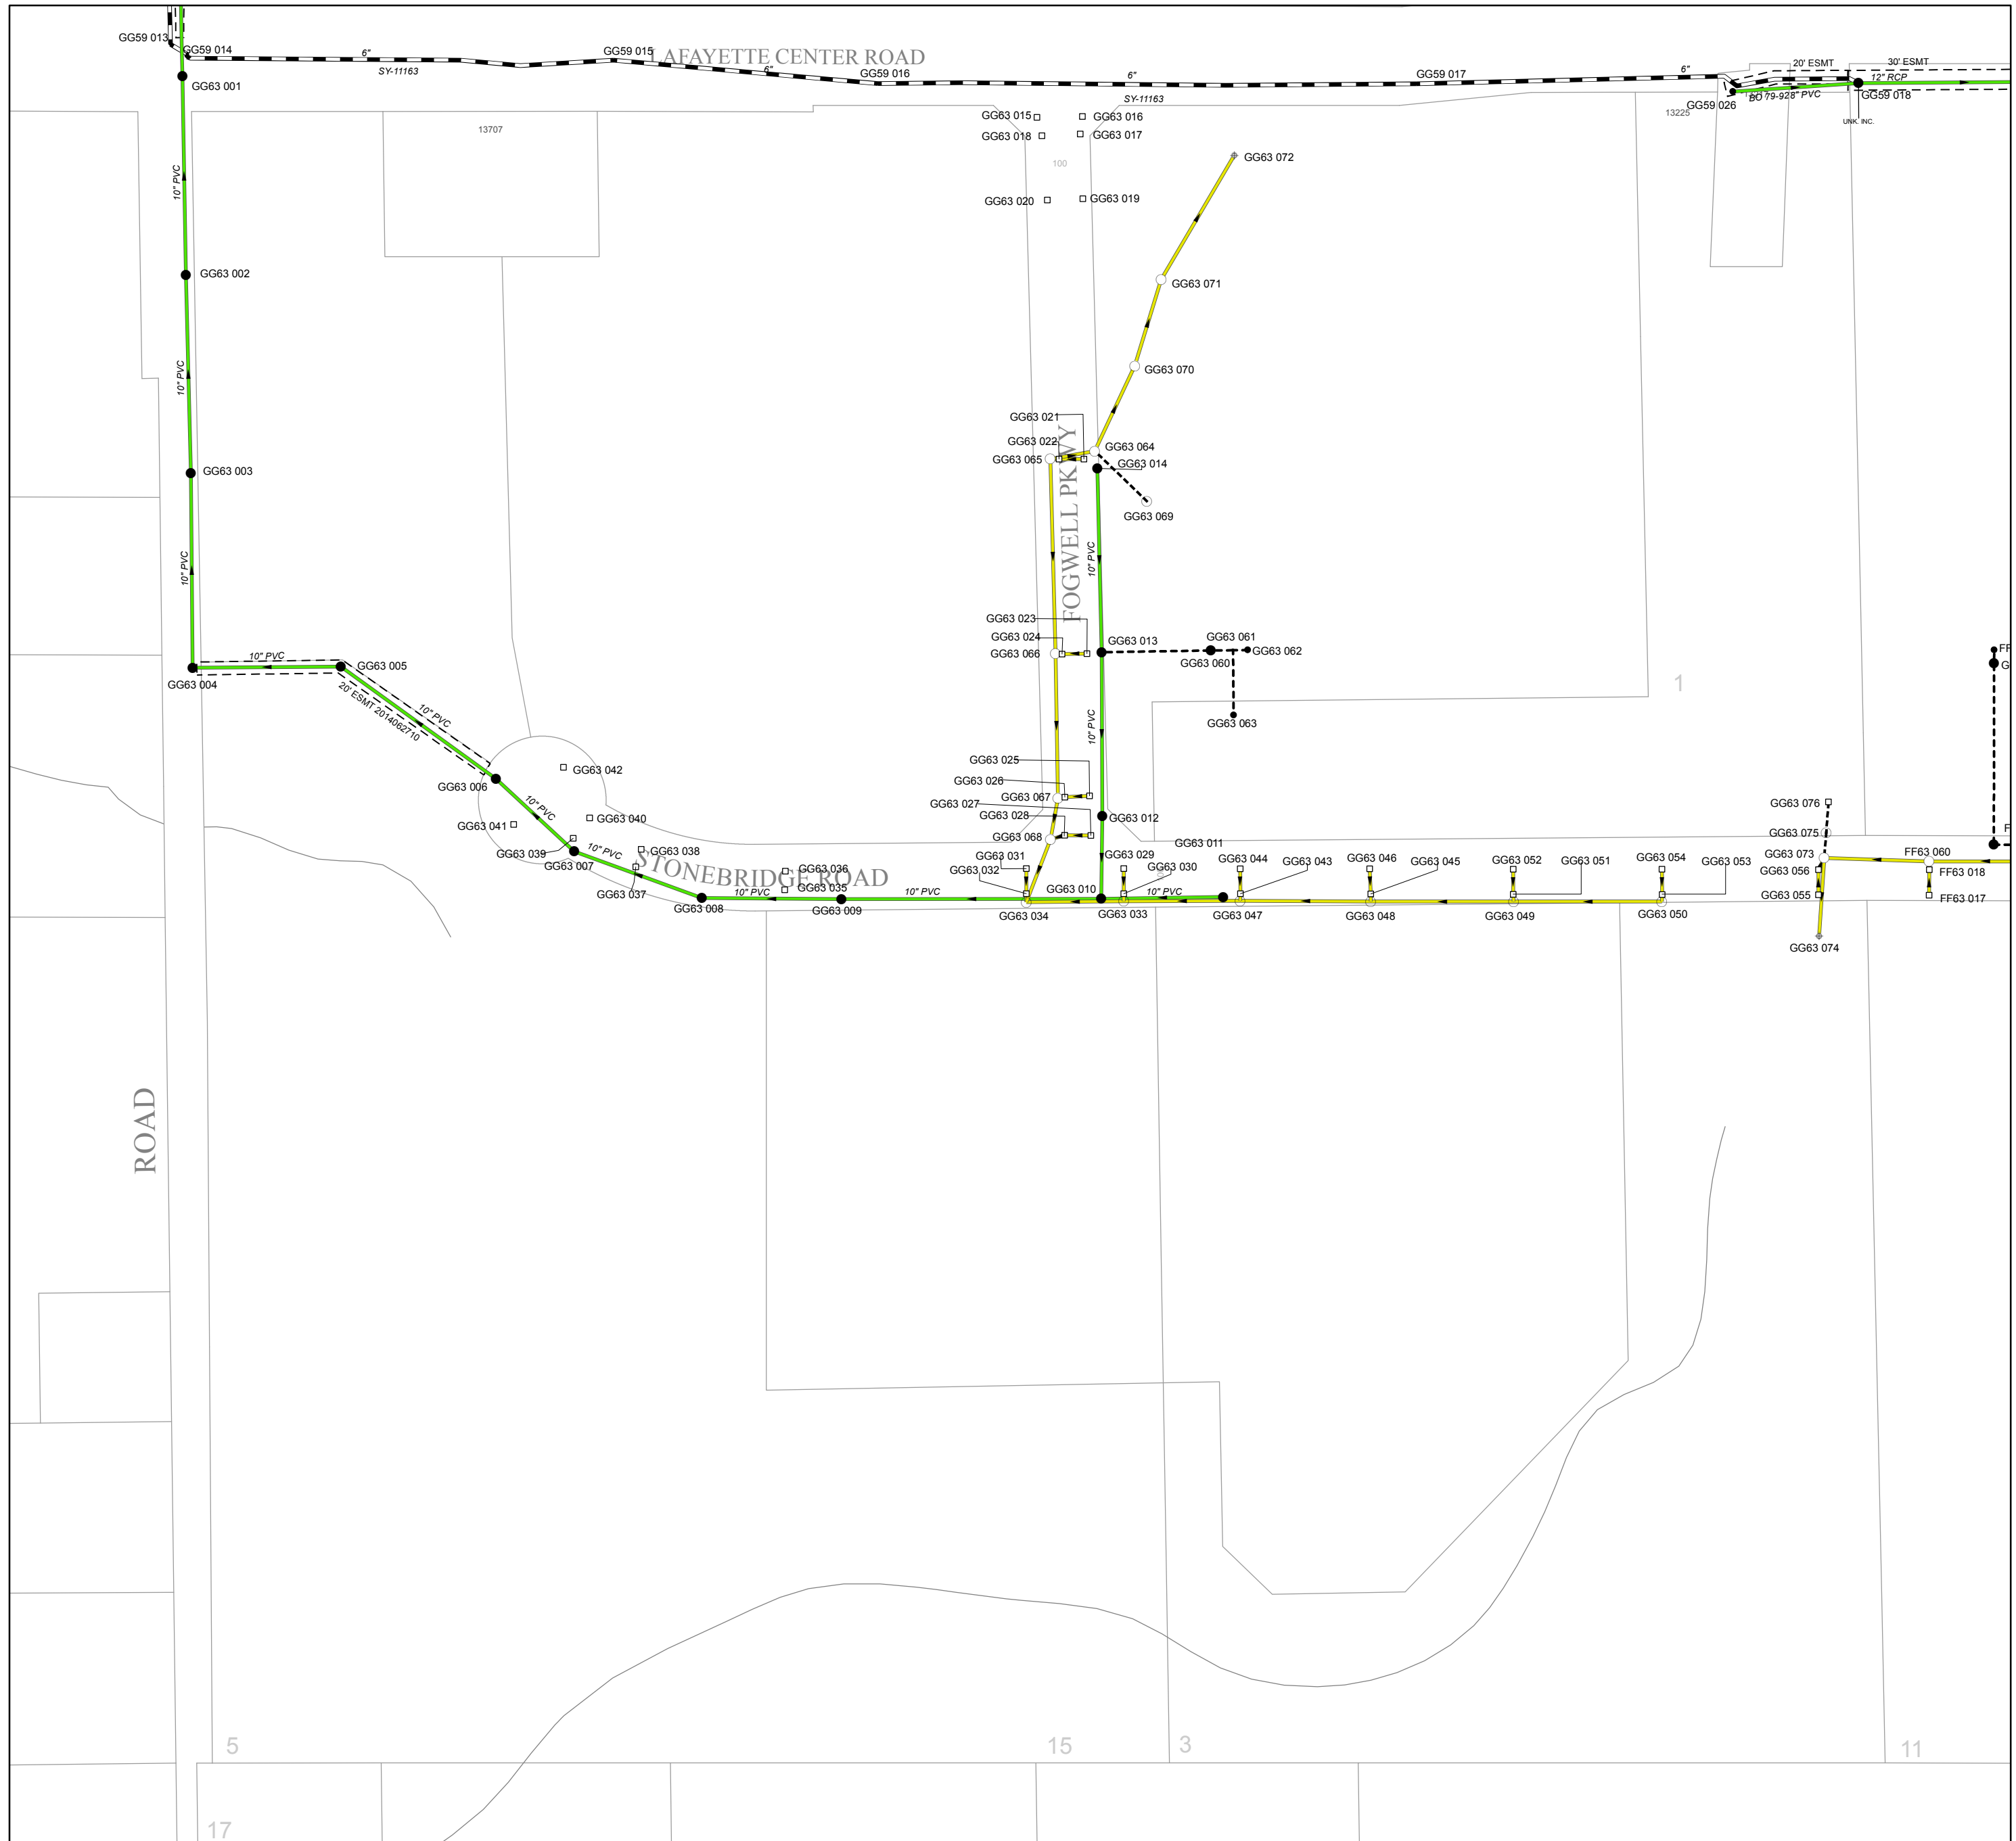 GG59 013
GG59 014
6"
SY-11163
GG59 015
LAFAYETTE CENTER ROAD
6"
GG59 016
6"
SY-11163
GG59 017
6"
20' ESMT
30' ESMT
12" RCP
GG59 018
GG59 026
BO 79-928" PVC
UNK. INC.
13225
GG63 001
10" PVC
13707
GG63 015
GG63 016
GG63 018
GG63 017
100
GG63 072
GG63 020
GG63 019
GG63 002
GG63 071
10" PVC
GG63 070
GG63 021
GG63 022
GG63 064
GG63 065
GG63 014
GG63 003
FOGWELL PKWY
GG63 069
10" PVC
10" PVC
GG63 023
GG63 024
GG63 066
GG63 013
GG63 061
GG63 060
GG63 062
GG63 063
1
FF
G
10" PVC
GG63 005
GG63 004
20' ESMT 2014062710
10" PVC
10" PVC
GG63 042
GG63 006
GG63 025
GG63 026
GG63 067
GG63 027
GG63 028
GG63 012
GG63 068
GG63 076
GG63 075
F
10" PVC
GG63 040
GG63 041
GG63 039
10" PVC
GG63 038
GG63 007
STONEBRIDGE ROAD
GG63 036
GG63 035
GG63 037
10" PVC
10" PVC
GG63 008
GG63 009
GG63 031
GG63 032
GG63 010
GG63 029
GG63 011
GG63 030
10" PVC
GG63 034
GG63 033
GG63 044
GG63 043
GG63 047
GG63 046
GG63 045
GG63 048
GG63 052
GG63 051
GG63 049
GG63 054
GG63 053
GG63 050
GG63 073
GG63 056
GG63 055
FF63 060
FF63 018
FF63 017
GG63 074
ROAD
5
15
3
11
17